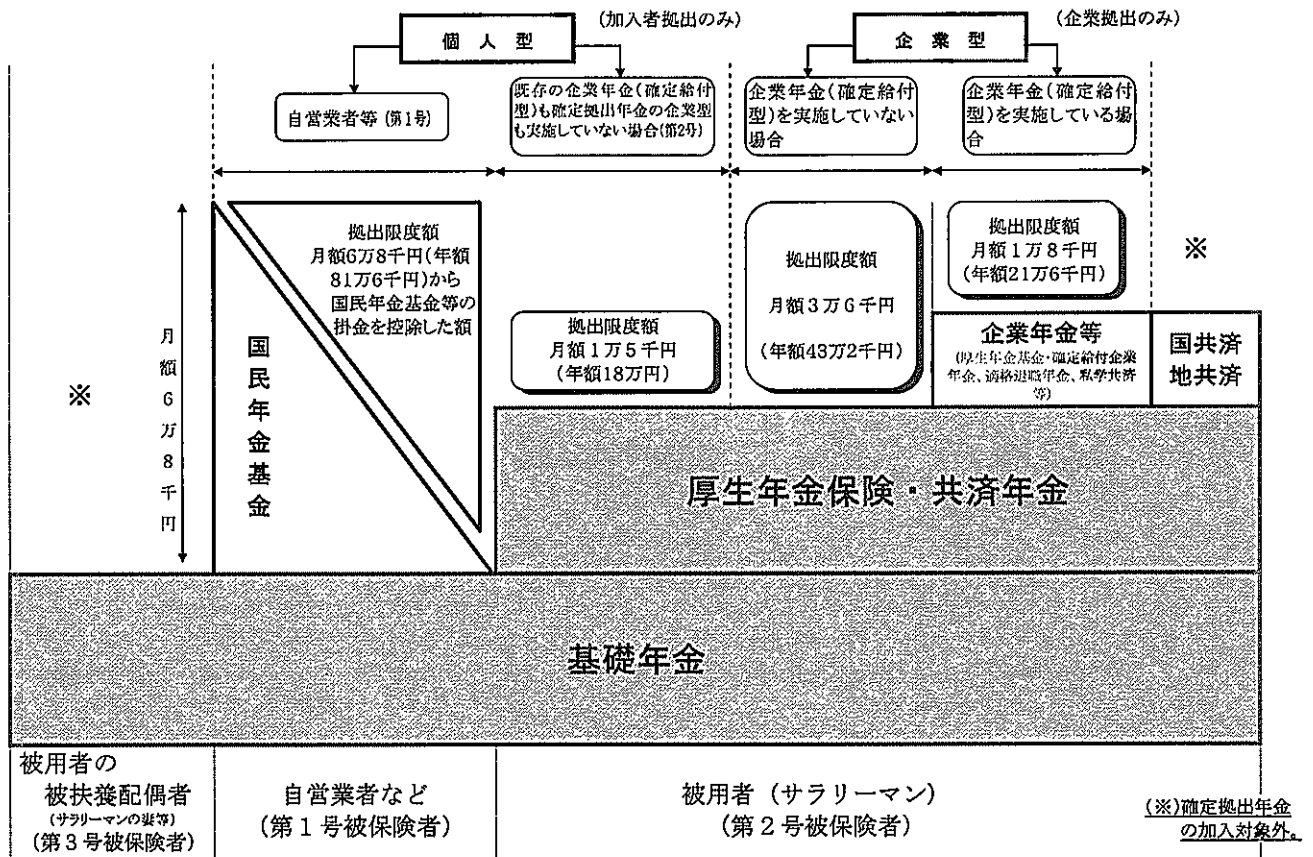 (加入者拠出のみ)
(企業拠出のみ)
個人型
企業型
自営業者等(第1号)
既存の企業年金(確定給付
型)も確定拠出年金の企業型
も実施していない場合(第2号)
企業年金(確定給付
型)を実施していない
場合
企業年金(確定給付
型)を実施している場
合
拠出限度額
月額6万8千円(年額
81万6千円)から
国民年金基金等の
掛金を控除した額
拠出限度額
月額1万5千円
(年額18万円)
拠出限度額
月額3万6千円
(年額43万2千円)
拠出限度額
月額1万8千円
(年額21万6千円)
※
※
月額6万8千円
国民年金基金
企業年金等
(厚生年金基金・確定給付企業
年金、適格退職年金、私学共済
等)
国共済
地共済
厚生年金保険・共済年金
基礎年金
被用者の
被扶養配偶者
(サラリーマンの妻等)
(第3号被保険者)
自営業者など
(第1号被保険者)
被用者(サラリーマン)
(第2号被保険者)
(※)確定拠出年金
の加入対象外。